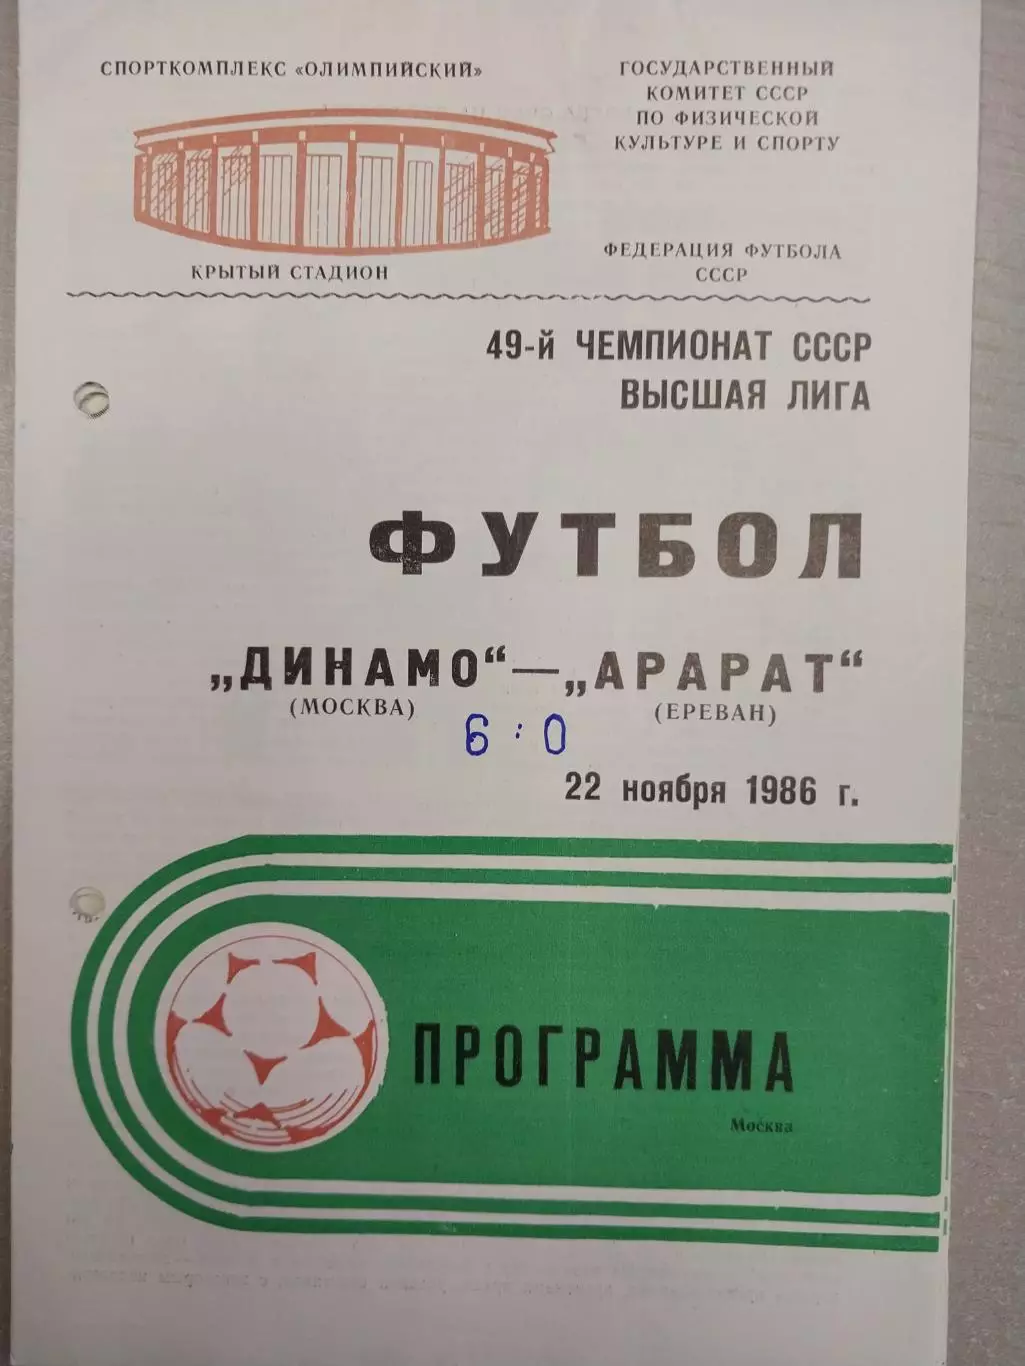 СПОРТКОМПЛЕКС «ОЛИМПИЙСКИЙ»
КРЫТЫЙ СТАДИОН
ГОСУДАРСТВЕННЫЙ
КОМИТЕТ СССР
ПО ФИЗИЧЕСКОЙ
КУЛЬТУРЕ И СПОРТУ
ФЕДЕРАЦИЯ ФУТБОЛА
СССР
49-й ЧЕМПИОНАТ СССР
ВЫСШАЯ ЛИГА
ФУТБОЛ
„ДИНАМО“—„АРАРАТ“
(МОСКВА) (ЕРЕВАН)
6 : 0
22 ноября 1986 г.
ПРОГРАММА
Москва